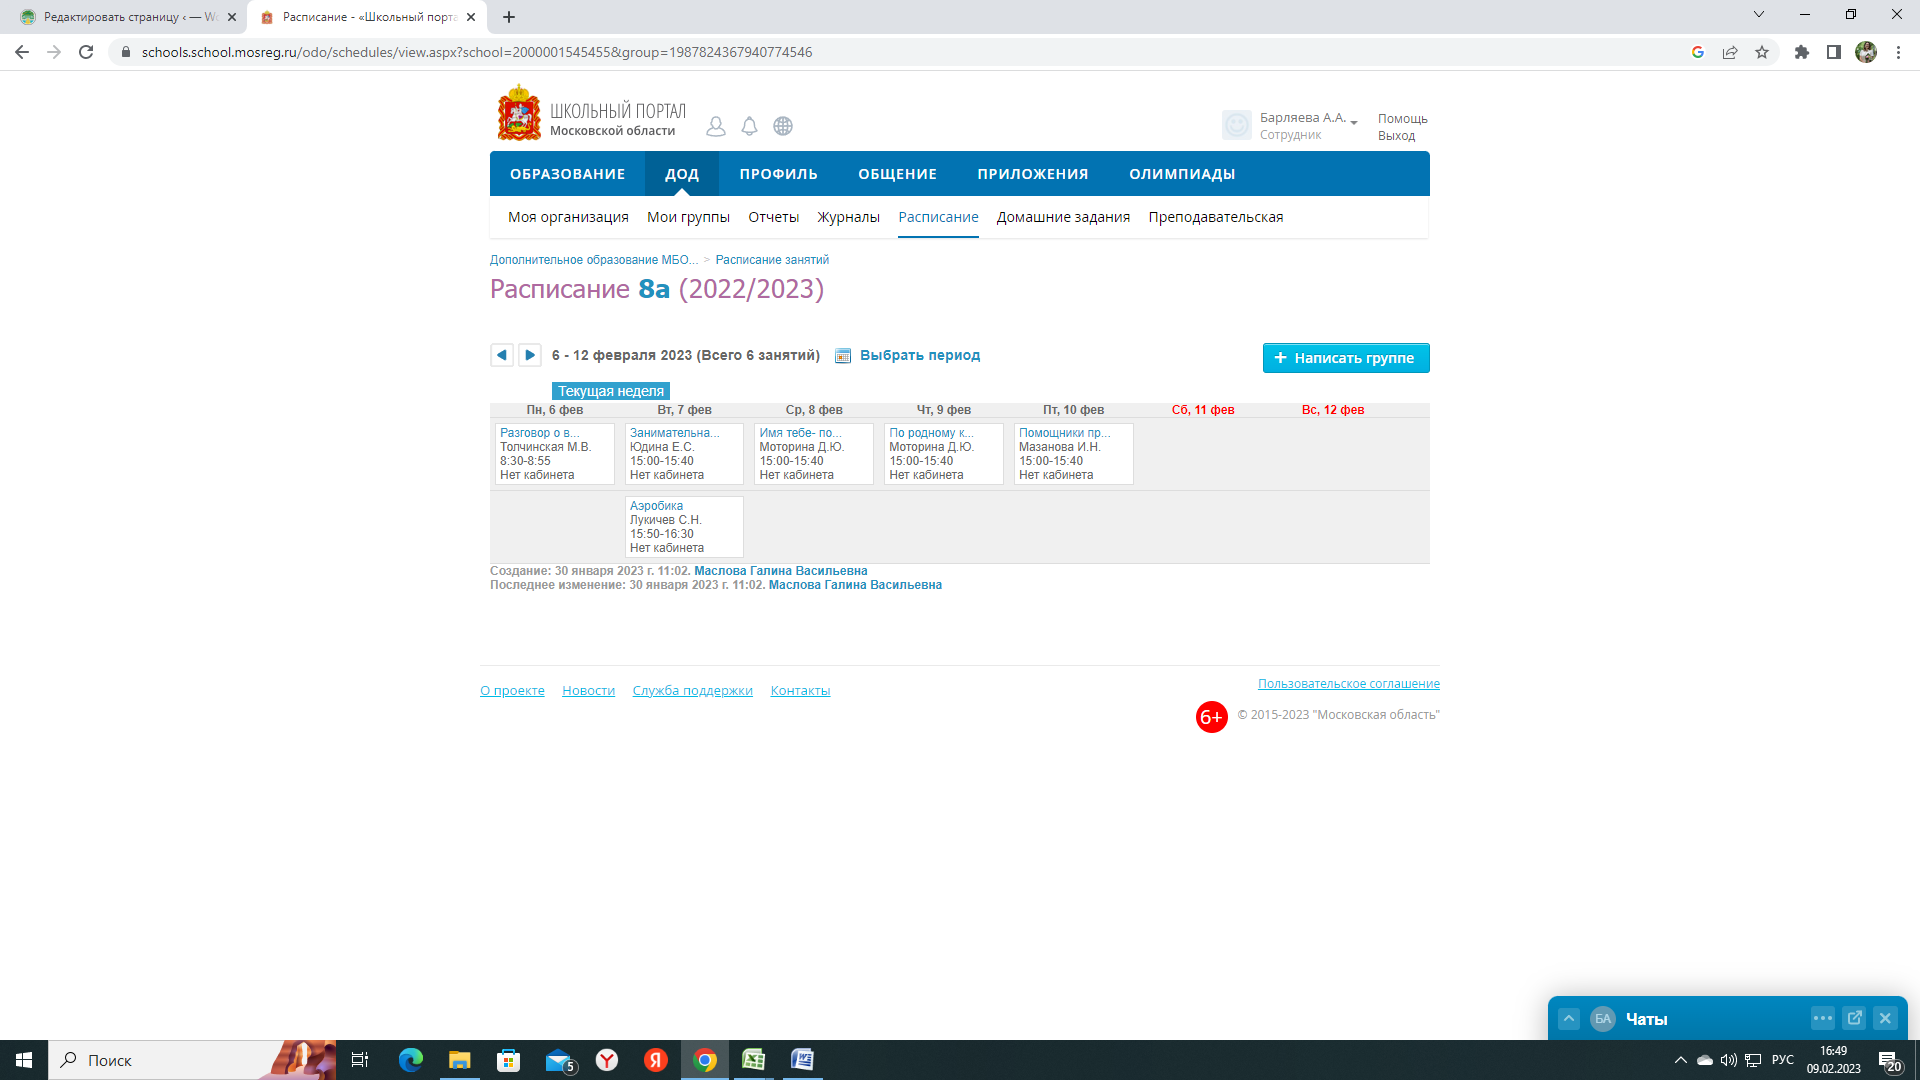 Редактировать страницу ‹ — Wo
Расписание - «Школьный порта
schools.school.mosreg.ru/odo/schedules/view.aspx?school=2000001545455&group=1987824367940774546
ШКОЛЬНЫЙ ПОРТАЛ
Московской области
Барляева А.А.
Сотрудник
Помощь
Выход
ОБРАЗОВАНИЕ ДОД ПРОФИЛЬ ОБЩЕНИЕ ПРИЛОЖЕНИЯ ОЛИМПИАДЫ
Моя организация Мои группы Отчеты Журналы Расписание Домашние задания Преподавательская
Дополнительное образование МБО... > Расписание занятий
Расписание 8а (2022/2023)
6 - 12 февраля 2023 (Всего 6 занятий) Выбрать период
+ Написать группе
Текущая неделя
Пн, 6 фев Вт, 7 фев Ср, 8 фев Чт, 9 фев Пт, 10 фев Сб, 11 фев Вс, 12 фев
Разговор о в... Занимательна... Имя тебе- по... По родному к... Помощники пр...
Толчинская М.В. Юдина Е.С. Моторина Д.Ю. Моторина Д.Ю. Мазанова И.Н.
8:30-8:55 15:00-15:40 15:00-15:40 15:00-15:40 15:00-15:40
Нет кабинета Нет кабинета Нет кабинета Нет кабинета Нет кабинета
Аэробика
Лукичев С.Н.
15:50-16:30
Нет кабинета
Создание: 30 января 2023 г. 11:02. Маслова Галина Васильевна
Последнее изменение: 30 января 2023 г. 11:02. Маслова Галина Васильевна
О проекте Новости Служба поддержки Контакты
Пользовательское соглашение
6+ © 2015-2023 "Московская область"
БА Чаты
Поиск
5
РУС
16:49
09.02.2023
20